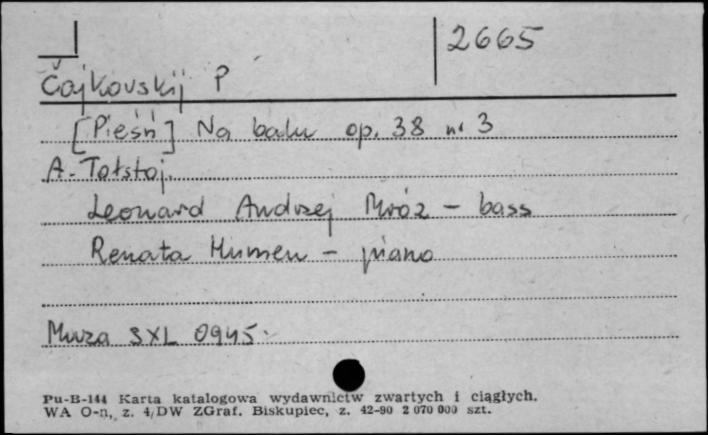 2665
Čajkovskij P
[Pieśń] Na balu op. 38 nr 3
A. Tołstoj.
Leonard Andrzej Mróz – bass
Renata Humen – piano
Muza SXL 0945
Pu-B-144 Karta katalogowa wydawnictw zwartych i ciągłych.
WA O-n, z. 4/DW ZGraf. Biskupiec, z. 42-90 2 070 000 szt.